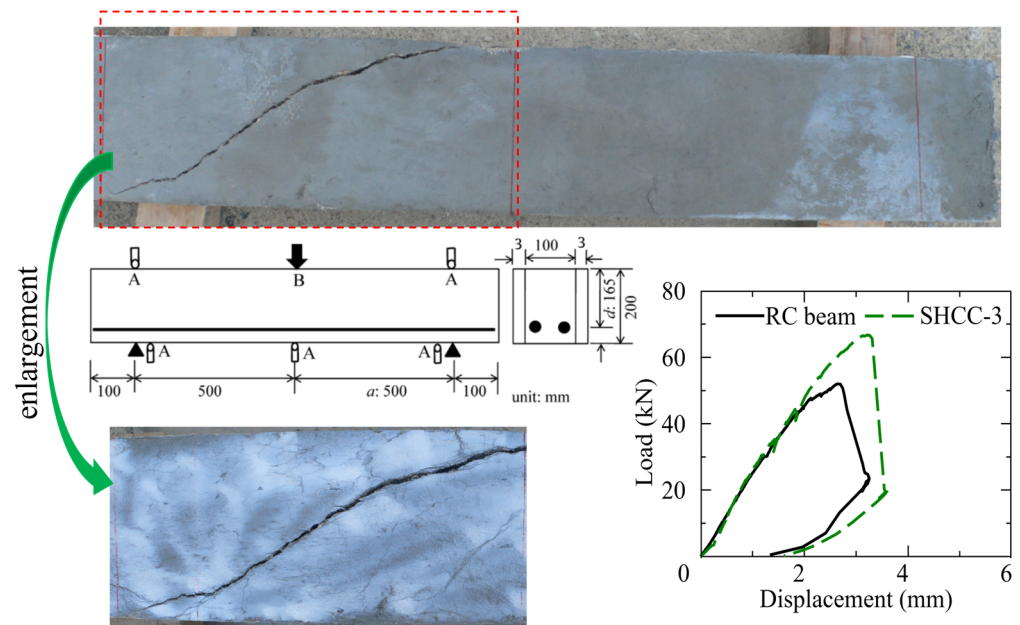 enlargement
A
B
A
A
A
A
100
500
a: 500
100
3
100
3
d: 165
200
unit: mm
RC beam
SHCC-3
Load (kN)
80
60
40
20
0
2
4
6
Displacement (mm)